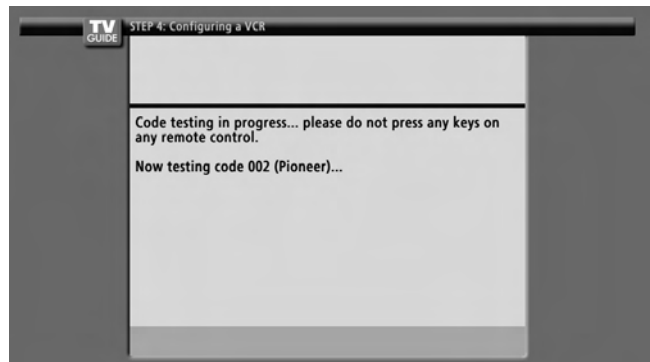 TV
GUIDE
STEP 4: Configuring a VCR
Code testing in progress... please do not press any keys on
any remote control.
Now testing code 002 (Pioneer)...